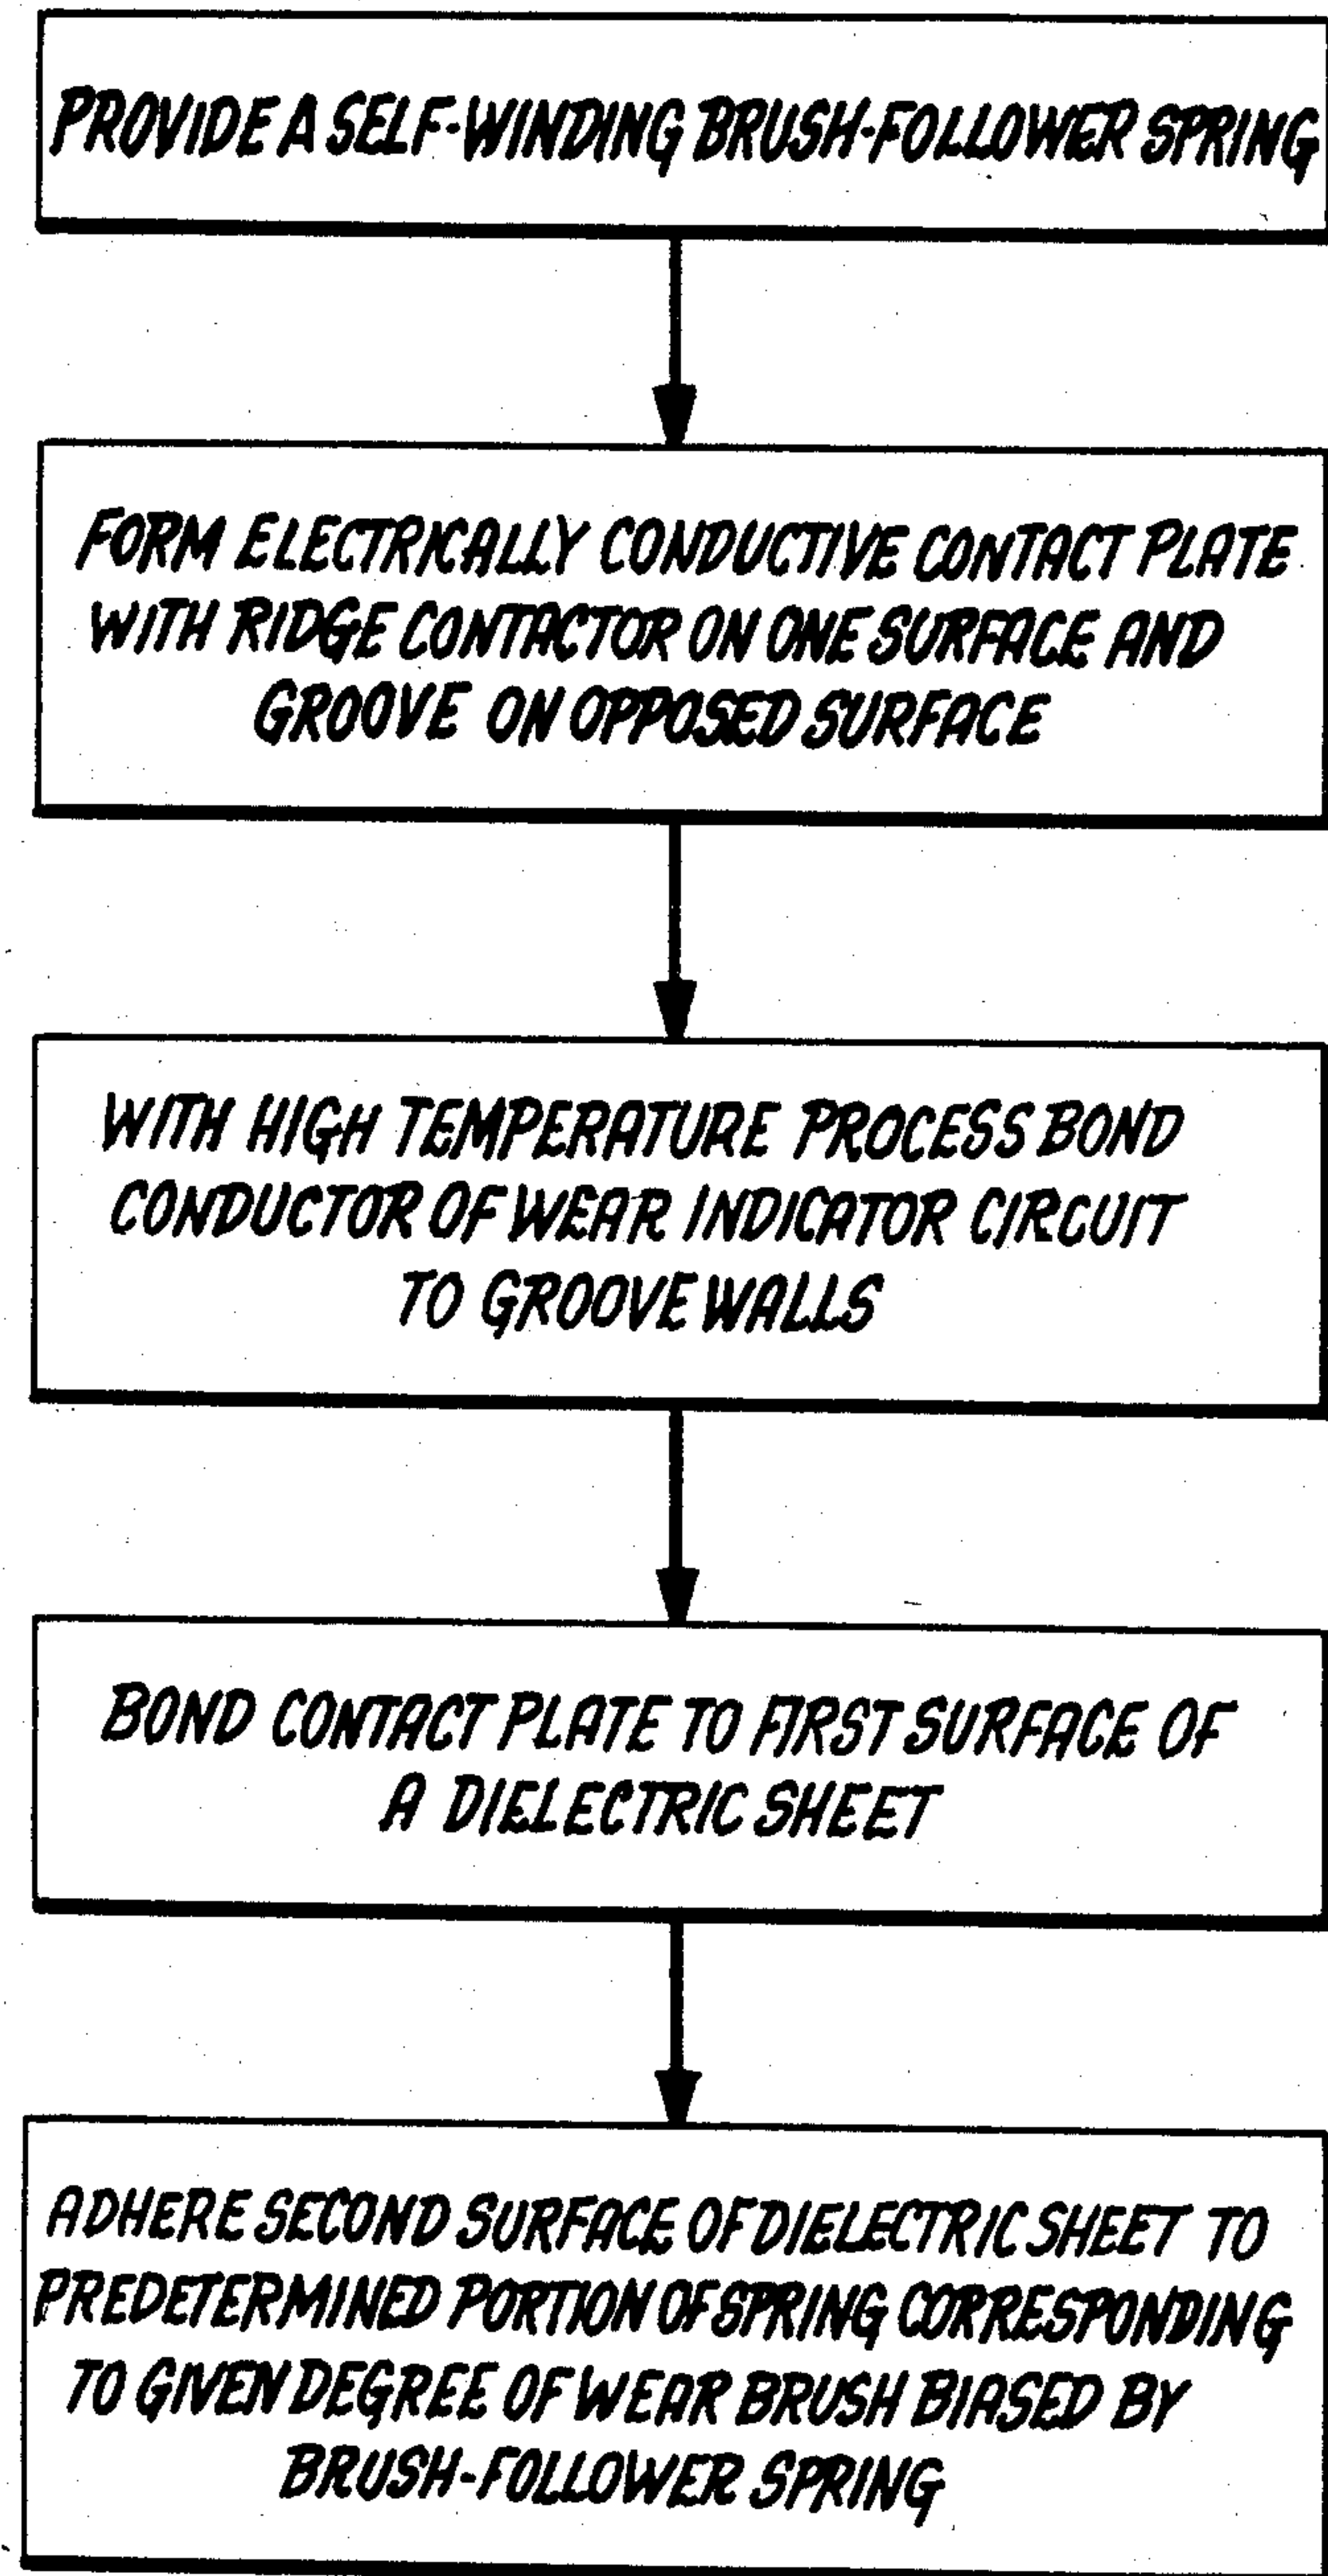 PROVIDE A SELF-WINDING BRUSH-FOLLOWER SPRING
FORM ELECTRICALLY CONDUCTIVE CONTACT PLATE
WITH RIDGE CONTACTOR ON ONE SURFACE AND
GROOVE ON OPPOSED SURFACE
WITH HIGH TEMPERATURE PROCESS BOND
CONDUCTOR OF WEAR INDICATOR CIRCUIT
TO GROOVE WALLS
BOND CONTACT PLATE TO FIRST SURFACE OF
A DIELECTRIC SHEET
ADHERE SECOND SURFACE OF DIELECTRIC SHEET TO
PREDETERMINED PORTION OF SPRING CORRESPONDING
TO GIVEN DEGREE OF WEAR BRUSH BIASED BY
BRUSH-FOLLOWER SPRING